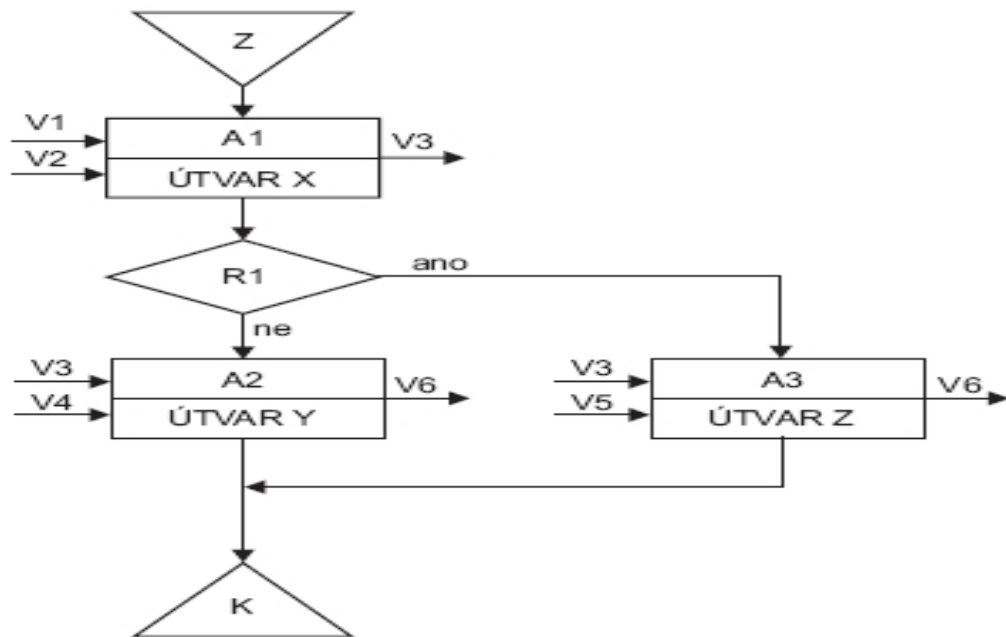 Z
V1
A1
V3
V2
ÚTVAR X
R1
ano
ne
V3
A2
V6
V4
ÚTVAR Y
V3
A3
V6
V5
ÚTVAR Z
K